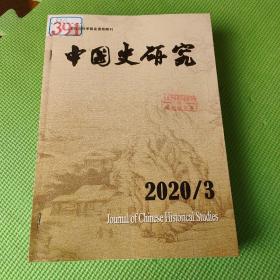 391
中国史研究
2020/3
Journal of Chinese Historical Studies